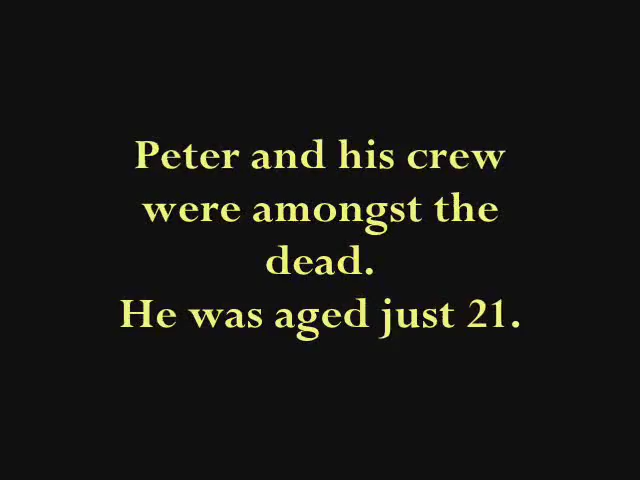 Peter and his crew
were amongst the
dead.
He was aged just 21.